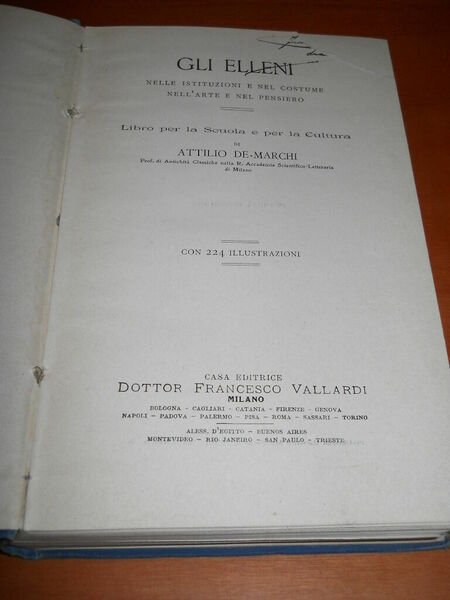 GLI ELLENI
NELLE ISTITUZIONI E NEL COSTUME
NELL'ARTE E NEL PENSIERO
Libro per la Scuola e per la Cultura
DI
ATTILIO DE-MARCHI
Prof. di Antichità Classiche nella R. Accademia Scientifico-Letteraria
di Milano
CON 224 ILLUSTRAZIONI
CASA EDITRICE
DOTTOR FRANCESCO VALLARDI
MILANO
BOLOGNA - CAGLIARI - CATANIA - FIRENZE - GENOVA
NAPOLI - PADOVA - PALERMO - PISA - ROMA - SASSARI - TORINO
ALESS. D'EGITTO - BUENOS AIRES
MONTEVIDEO - RIO JANEIRO - SAN PAULO - TRIESTE